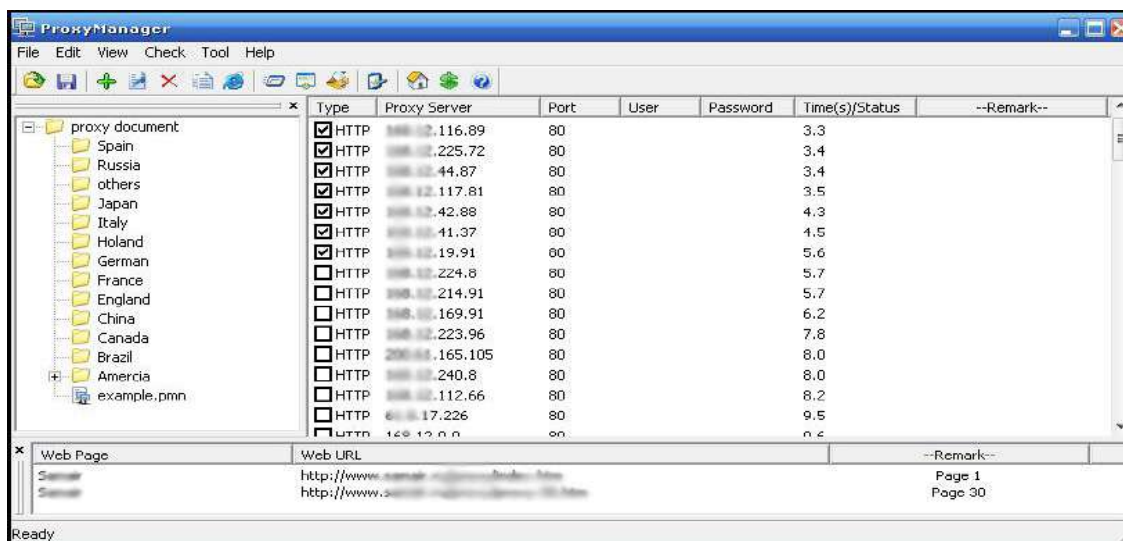 ProxyManager
File Edit View Check Tool Help
Type Proxy Server Port User Password Time(s)/Status --Remark--
proxy document
Spain
Russia
others
Japan
Italy
Holand
German
France
England
China
Canada
Brazil
Amercia
example.pmn
HTTP .116.89 80 3.3
HTTP .225.72 80 3.4
HTTP .44.87 80 3.4
HTTP .117.81 80 3.5
HTTP .42.88 80 4.3
HTTP .41.37 80 4.5
HTTP .19.91 80 5.6
HTTP .224.8 80 5.7
HTTP .214.91 80 5.7
HTTP .169.91 80 6.2
HTTP .223.96 80 7.8
HTTP .165.105 80 8.0
HTTP .240.8 80 8.0
HTTP .112.66 80 8.2
HTTP 17.226 80 9.5
Web Page Web URL --Remark--
http://www. Page 1
http://www.s Page 30
Ready